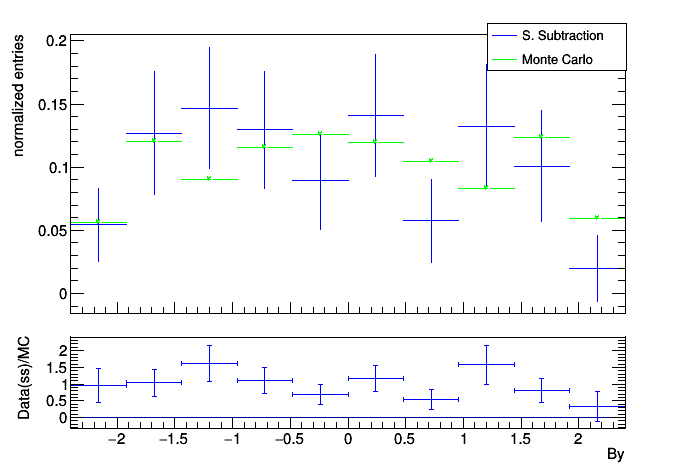 S. Subtraction
Monte Carlo
normalized entries
0.2
0.15
0.1
0.05
0
Data(ss)/MC
2
1.5
1
0.5
0
−2 −1.5 −1 −0.5 0 0.5 1 1.5 2
By